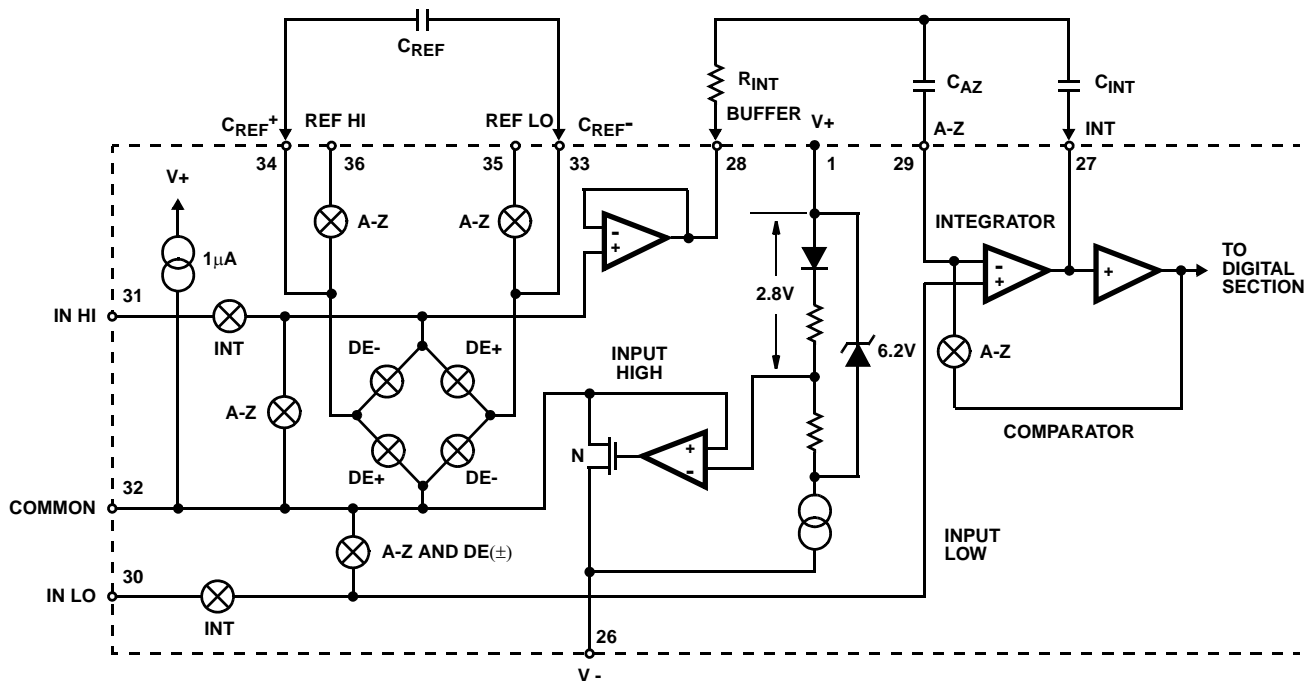 CREF
RINT
CAZ
CINT
CREF+
REF HI
REF LO
CREF-
BUFFER
V+
A-Z
INT
34
36
35
33
28
1
29
27
V+
A-Z
A-Z
INTEGRATOR
1μA
-
+
-
+
+
TO
DIGITAL
SECTION
31
2.8V
IN HI
INT
DE-
DE+
INPUT
HIGH
6.2V
A-Z
A-Z
COMPARATOR
N
+
-
DE+
DE-
32
COMMON
A-Z AND DE(±)
INPUT
LOW
30
IN LO
INT
26
V -